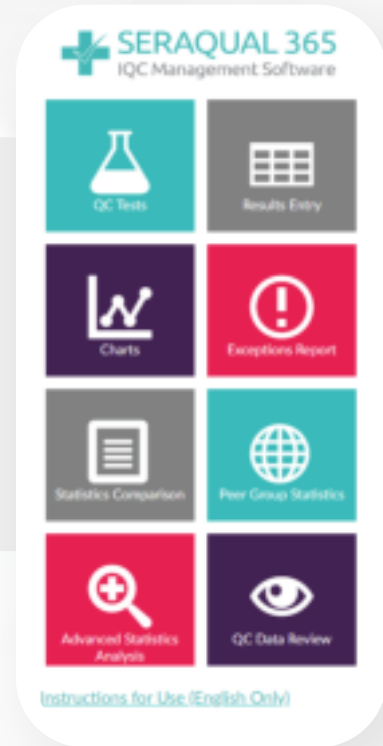 SERAQUAL 365
IQC Management Software
QC Tests
Results Entry
Charts
Exceptions Report
Statistics Comparison
Peer Group Statistics
Advanced Statistics
Analysis
QC Data Review
Instructions for Use (English Only)